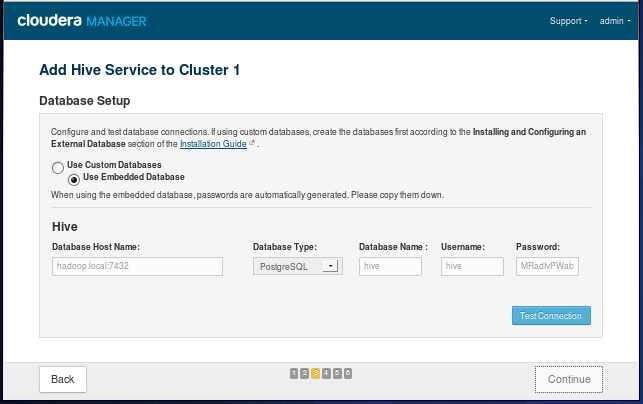 cloudera MANAGER
Support admin
Add Hive Service to Cluster 1
Database Setup
Configure and test database connections. If using custom databases, create the databases first according to the Installing and Configuring an
External Database section of the Installation Guide .
Use Custom Databases
Use Embedded Database
When using the embedded database, passwords are automatically generated. Please copy them down.
Hive
Database Host Name: Database Type: Database Name : Username: Password:
hadoop.local:7432 PostgreSQL hive hive MRadIvPWab
Test Connection
Back 1 2 3 4 5 6 Continue